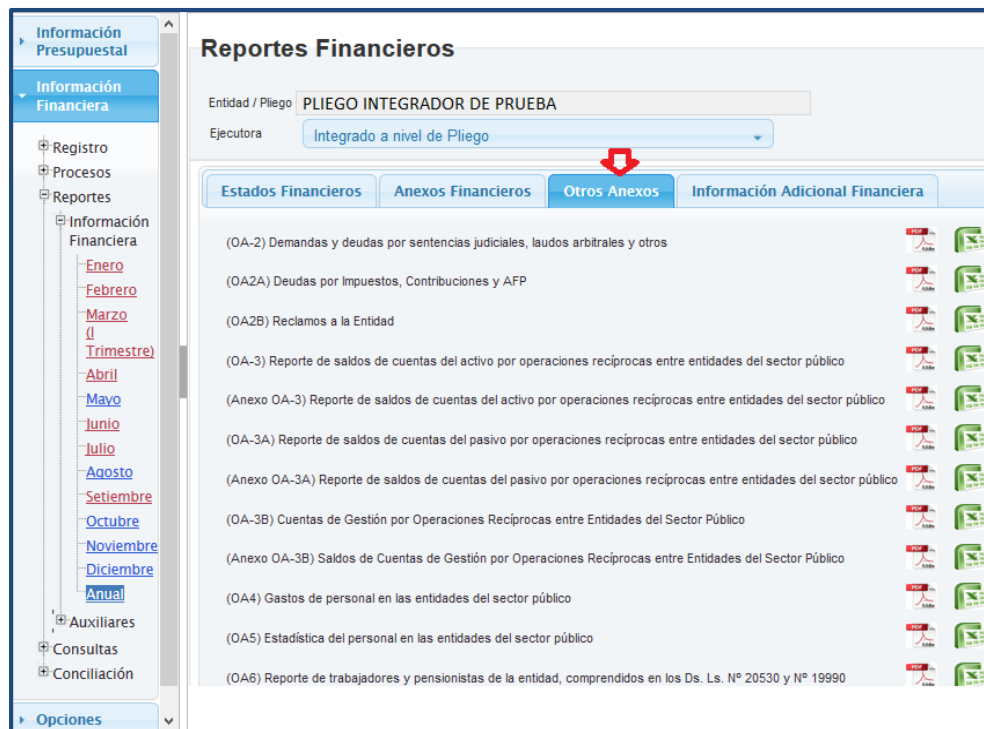 Información
Presupuestal
Información
Financiera
Registro
Procesos
Reportes
Información
Financiera
Enero
Febrero
Marzo
(I
Trimestre)
Abril
Mayo
Junio
Julio
Agosto
Setiembre
Octubre
Noviembre
Diciembre
Anual
Auxiliares
Consultas
Conciliación
Opciones
Reportes Financieros
Entidad / Pliego PLIEGO INTEGRADOR DE PRUEBA
Ejecutora Integrado a nivel de Pliego
Estados Financieros Anexos Financieros Otros Anexos Información Adicional Financiera
(OA-2) Demandas y deudas por sentencias judiciales, laudos arbitrales y otros
(OA2A) Deudas por Impuestos, Contribuciones y AFP
(OA2B) Reclamos a la Entidad
(OA-3) Reporte de saldos de cuentas del activo por operaciones recíprocas entre entidades del sector público
(Anexo OA-3) Reporte de saldos de cuentas del activo por operaciones recíprocas entre entidades del sector público
(OA-3A) Reporte de saldos de cuentas del pasivo por operaciones recíprocas entre entidades del sector público
(Anexo OA-3A) Reporte de saldos de cuentas del pasivo por operaciones recíprocas entre entidades del sector público
(OA-3B) Cuentas de Gestión por Operaciones Recíprocas entre Entidades del Sector Público
(Anexo OA-3B) Saldos de Cuentas de Gestión por Operaciones Recíprocas entre Entidades del Sector Público
(OA4) Gastos de personal en las entidades del sector público
(OA5) Estadística del personal en las entidades del sector público
(OA6) Reporte de trabajadores y pensionistas de la entidad, comprendidos en los Ds. Ls. Nº 20530 y Nº 19990